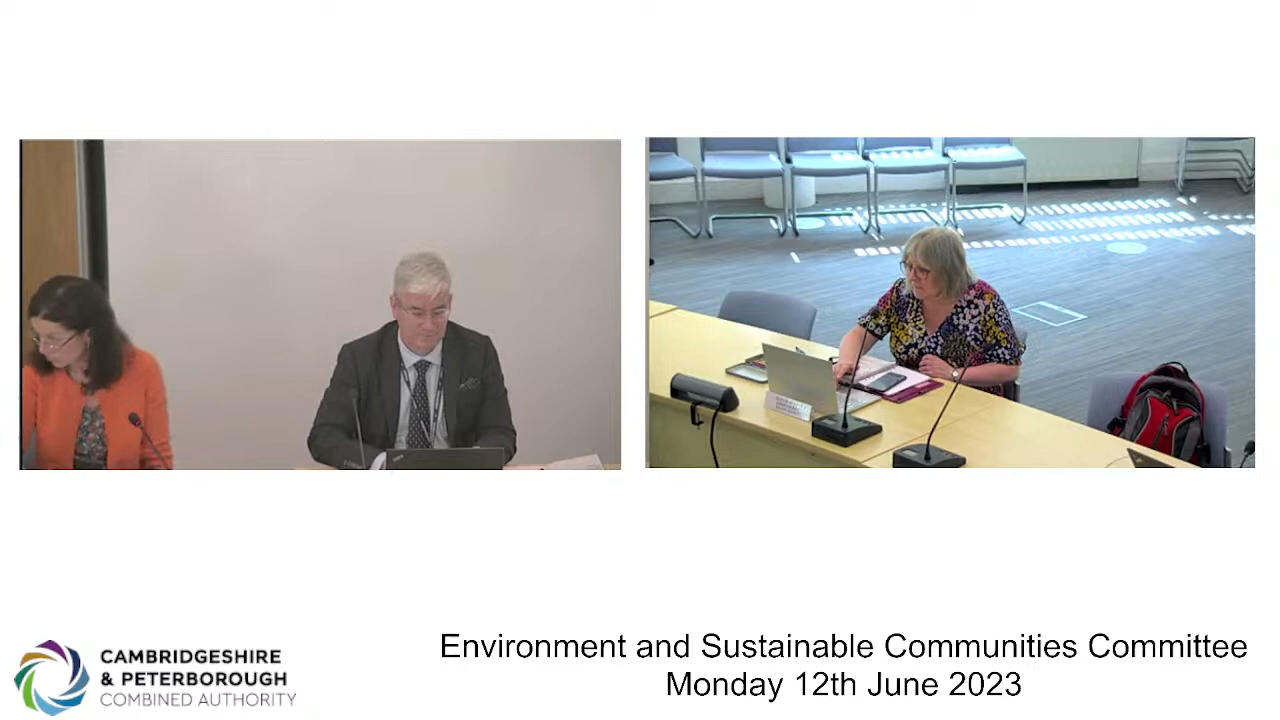 CAMBRIDGESHIRE
& PETERBOROUGH
COMBINED AUTHORITY
Environment and Sustainable Communities Committee
Monday 12th June 2023